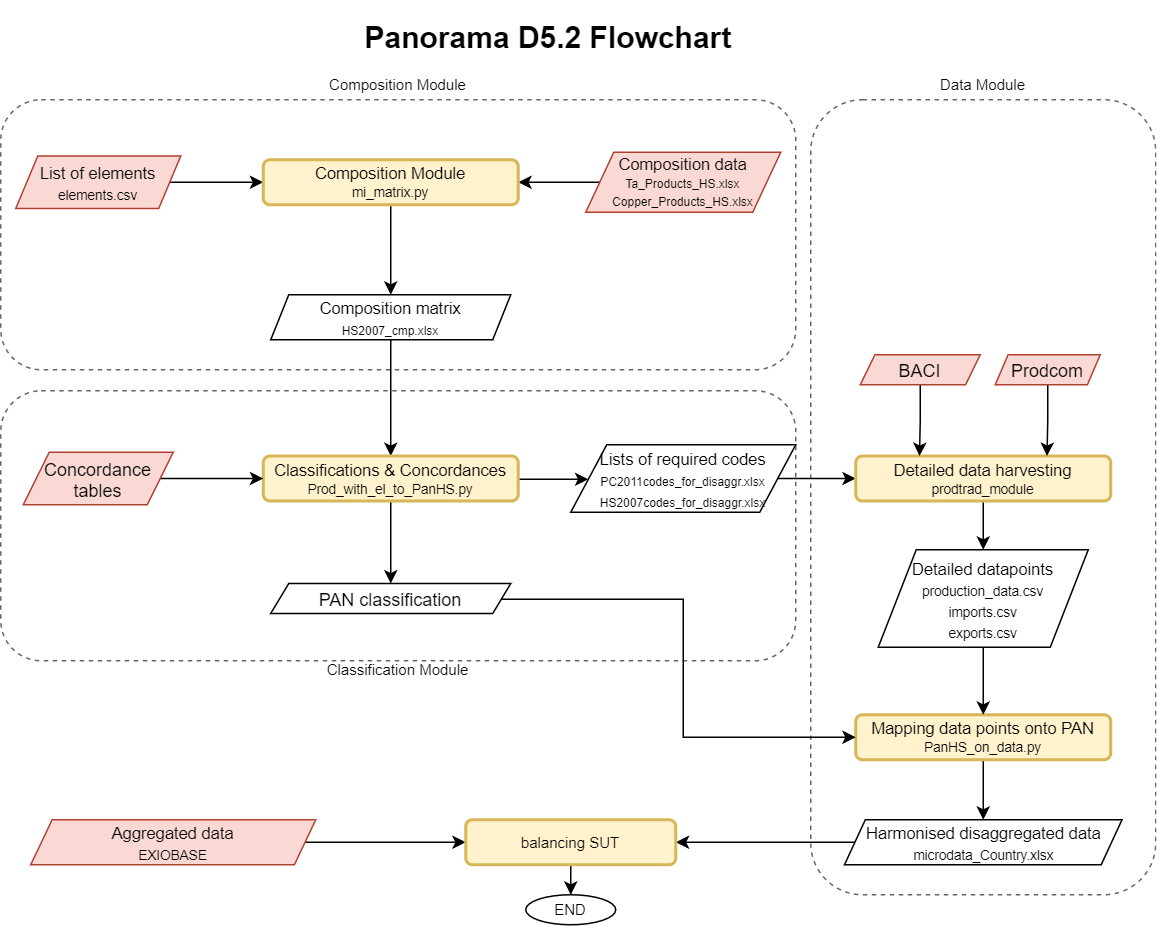 Panorama D5.2 Flowchart
Composition Module
Data Module
List of elements
elements.csv
Composition Module
mi_matrix.py
Composition data
Ta_Products_HS.xlsx
Copper_Products_HS.xlsx
Composition matrix
HS2007_cmp.xlsx
BACI
Prodcom
Concordance
tables
Classifications & Concordances
Prod_with_el_to_PanHS.py
Lists of required codes
PC2011codes_for_disaggr.xlsx
HS2007codes_for_disaggr.xlsx
Detailed data harvesting
prodtrad_module
Detailed datapoints
production_data.csv
imports.csv
exports.csv
PAN classification
Classification Module
Mapping data points onto PAN
PanHS_on_data.py
Aggregated data
EXIOBASE
balancing SUT
Harmonised disaggregated data
microdata_Country.xlsx
END